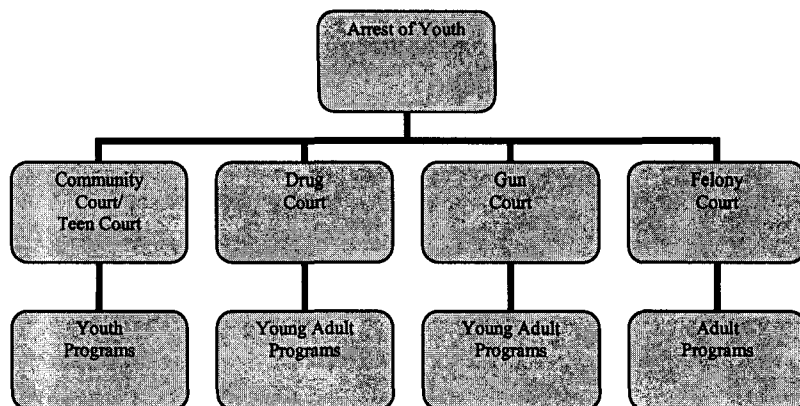 Arrest of Youth
Community
Court/
Teen Court
Drug
Court
Gun
Court
Felony
Court
Youth
Programs
Young Adult
Programs
Young Adult
Programs
Adult
Programs